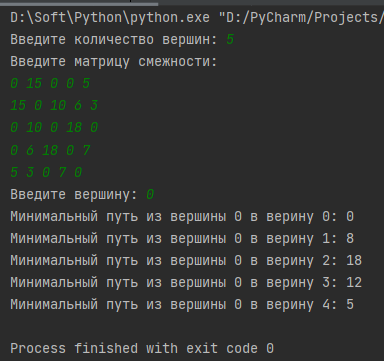 D:\Soft\Python\python.exe "D:/PyCharm/Projects/
Введите количество вершин: 5
Введите матрицу смежности:
0 15 0 0 5
15 0 10 6 3
0 10 0 18 0
0 6 18 0 7
5 3 0 7 0
Введите вершину: 0
Минимальный путь из вершины 0 в верину 0: 0
Минимальный путь из вершины 0 в верину 1: 8
Минимальный путь из вершины 0 в верину 2: 18
Минимальный путь из вершины 0 в верину 3: 12
Минимальный путь из вершины 0 в верину 4: 5
Process finished with exit code 0